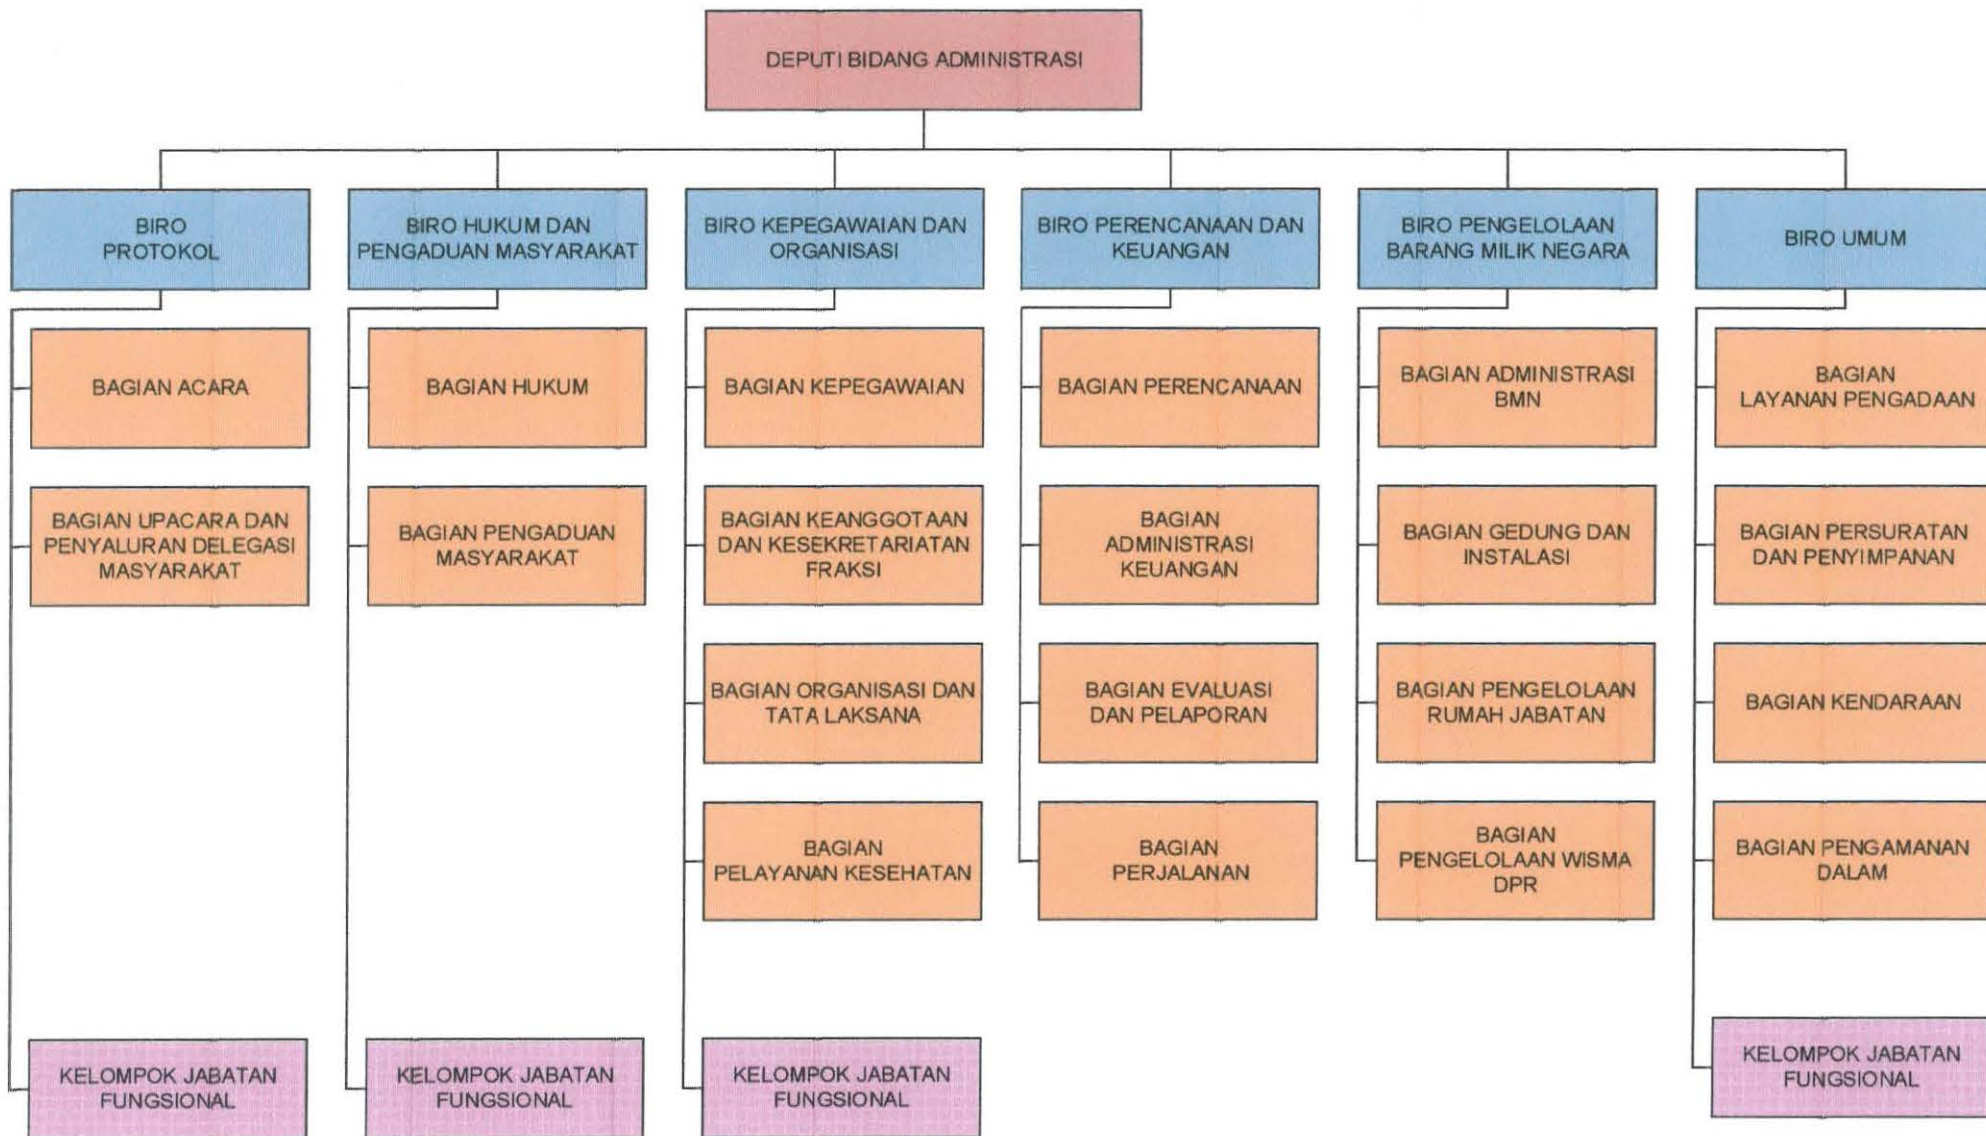 DEPUTI BIDANG ADMINISTRASI
BIRO
PROTOKOL
BIRO HUKUM DAN
PENGADUAN MASYARAKAT
BIRO KEPEGAWAIAN DAN
ORGANISASI
BIRO PERENCANAAN DAN
KEUANGAN
BIRO PENGELOLAAN
BARANG MILIK NEGARA
BIRO UMUM
BAGIAN ACARA
BAGIAN HUKUM
BAGIAN KEPEGAWAIAN
BAGIAN PERENCANAAN
BAGIAN ADMINISTRASI
BMN
BAGIAN
LAYANAN PENGADAAN
BAGIAN UPACARA DAN
PENYALURAN DELEGASI
MASYARAKAT
BAGIAN PENGADUAN
MASYARAKAT
BAGIAN KEANGGOTAAN
DAN KESEKRETARIATAN
FRAKSI
BAGIAN
ADMINISTRASI
KEUANGAN
BAGIAN GEDUNG DAN
INSTALASI
BAGIAN PERSURATAN
DAN PENYIMPANAN
BAGIAN ORGANISASI DAN
TATA LAKSANA
BAGIAN EVALUASI
DAN PELAPORAN
BAGIAN PENGELOLAAN
RUMAH JABATAN
BAGIAN KENDARAAN
BAGIAN
PELAYANAN KESEHATAN
BAGIAN
PERJALANAN
BAGIAN
PENGELOLAAN WISMA
DPR
BAGIAN PENGAMANAN
DALAM
KELOMPOK JABATAN
FUNGSIONAL
KELOMPOK JABATAN
FUNGSIONAL
KELOMPOK JABATAN
FUNGSIONAL
KELOMPOK JABATAN
FUNGSIONAL